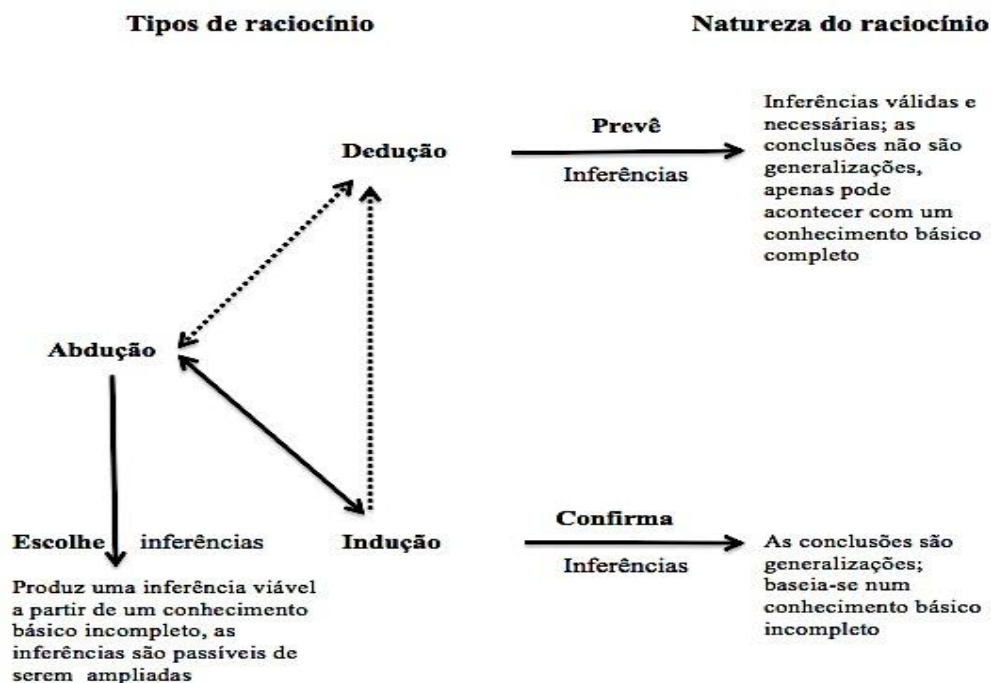 Tipos de raciocínio
Natureza do raciocínio
Dedução
Prevê
Inferências
Inferências válidas e
necessárias; as
conclusões não são
generalizações,
apenas pode
acontecer com um
conhecimento básico
completo
Abdução
Escolhe inferências
Produz uma inferência viável
a partir de um conhecimento
básico incompleto, as
inferências são passíveis de
serem ampliadas
Indução
Confirma
Inferências
As conclusões são
generalizações;
baseia-se num
conhecimento básico
incompleto